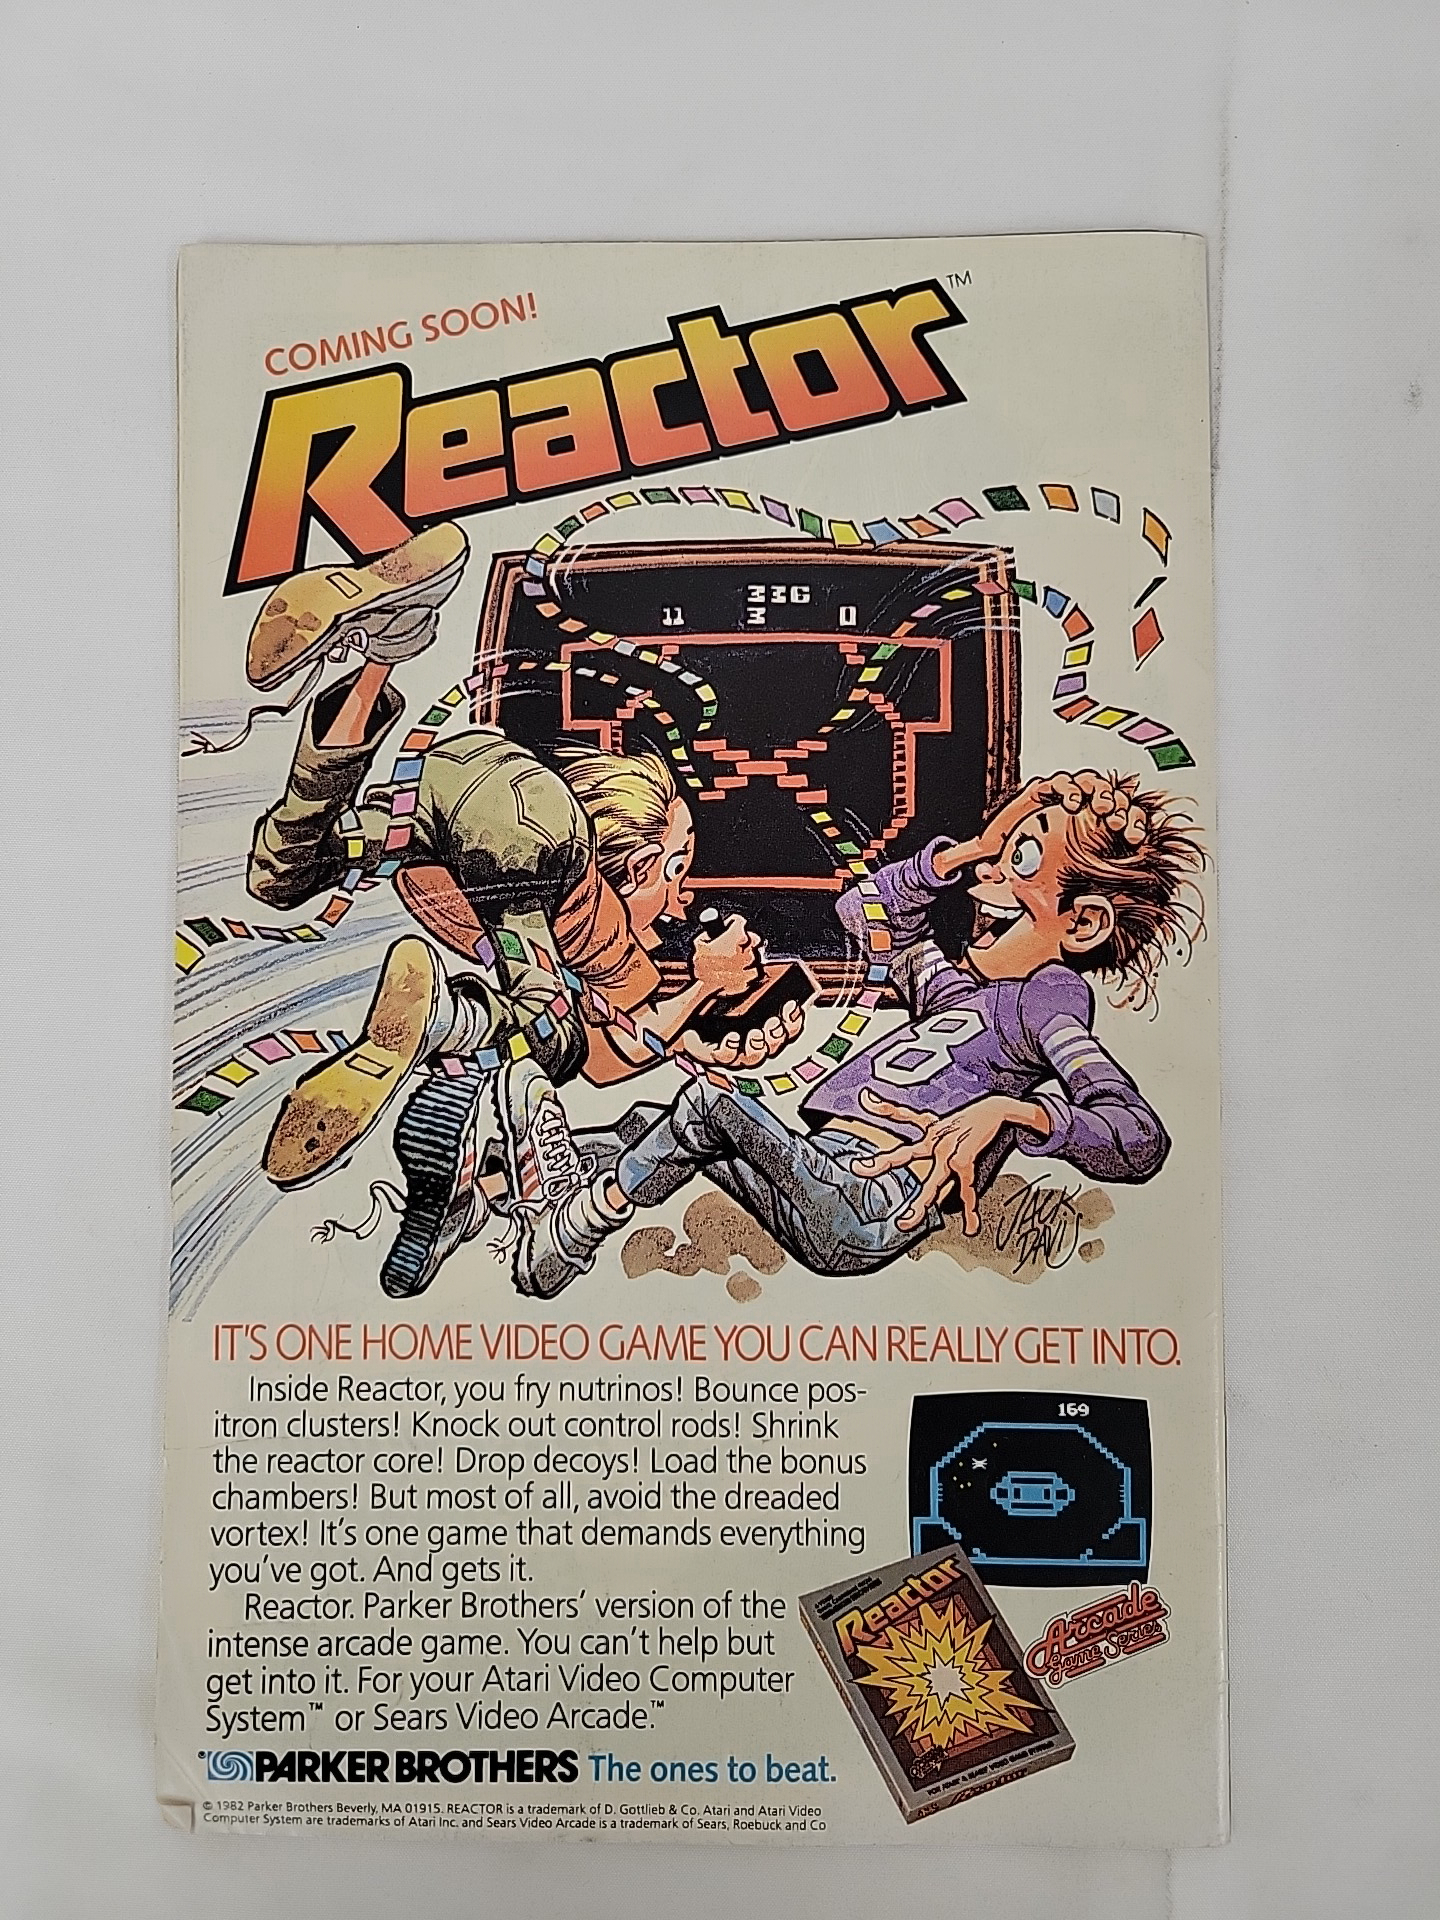 COMING SOON!
Reactor™
336
11 3 0
8
JACK
DAVIS
IT'S ONE HOME VIDEO GAME YOU CAN REALLY GET INTO.
Inside Reactor, you fry nutrinos! Bounce pos-
itron clusters! Knock out control rods! Shrink
the reactor core! Drop decoys! Load the bonus
chambers! But most of all, avoid the dreaded
vortex! It's one game that demands everything
you've got. And gets it.
Reactor. Parker Brothers' version of the
intense arcade game. You can't help but
get into it. For your Atari Video Computer
System™ or Sears Video Arcade.™
169
Reactor
Arcade
Game Series
® PARKER BROTHERS The ones to beat.
© 1982 Parker Brothers Beverly, MA 01915. REACTOR is a trademark of D. Gottlieb & Co. Atari and Atari Video
Computer System are trademarks of Atari Inc. and Sears Video Arcade is a trademark of Sears, Roebuck and Co